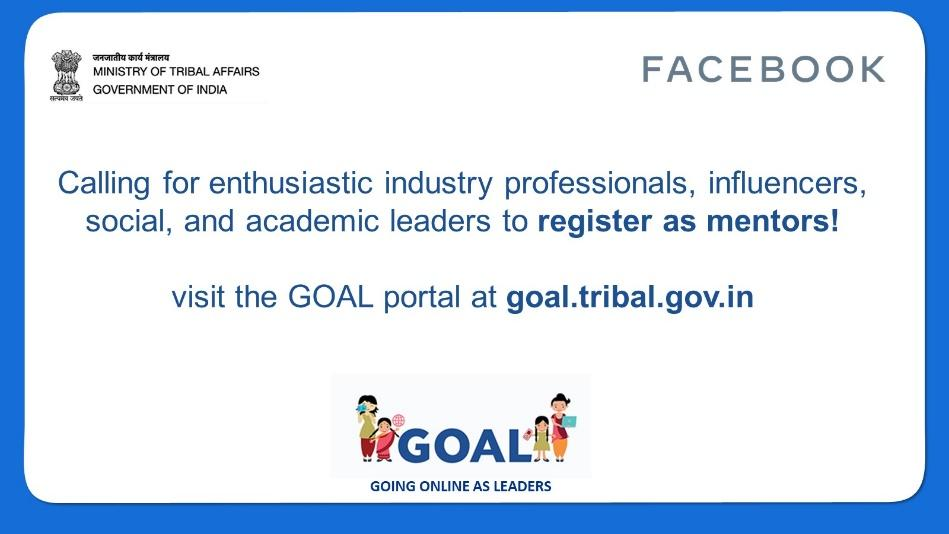 जनजातीय कार्य मंत्रालय
MINISTRY OF TRIBAL AFFAIRS
GOVERNMENT OF INDIA
सत्यमेव जयते
FACEBOOK
Calling for enthusiastic industry professionals, influencers,
social, and academic leaders to register as mentors!
visit the GOAL portal at goal.tribal.gov.in
GOAL
GOING ONLINE AS LEADERS